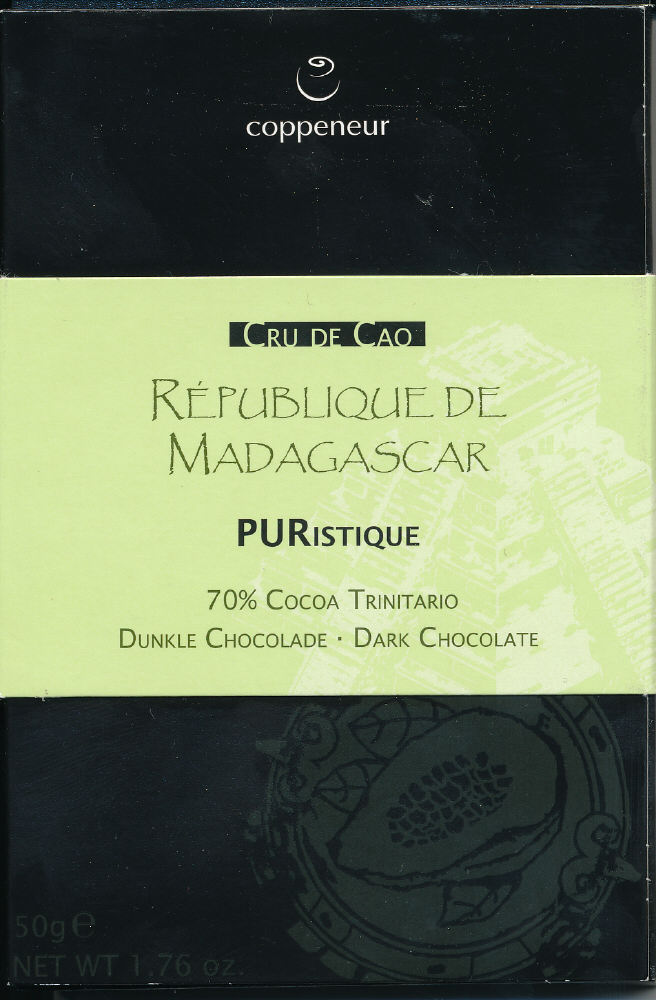 coppeneur
CRU DE CAO
RÉPUBLIQUE DE
MADAGASCAR
PURISTIQUE
70% COCOA TRINITARIO
DUNKLE CHOCOLADE · DARK CHOCOLATE
50g ℮
NET WT 1.76 oz.